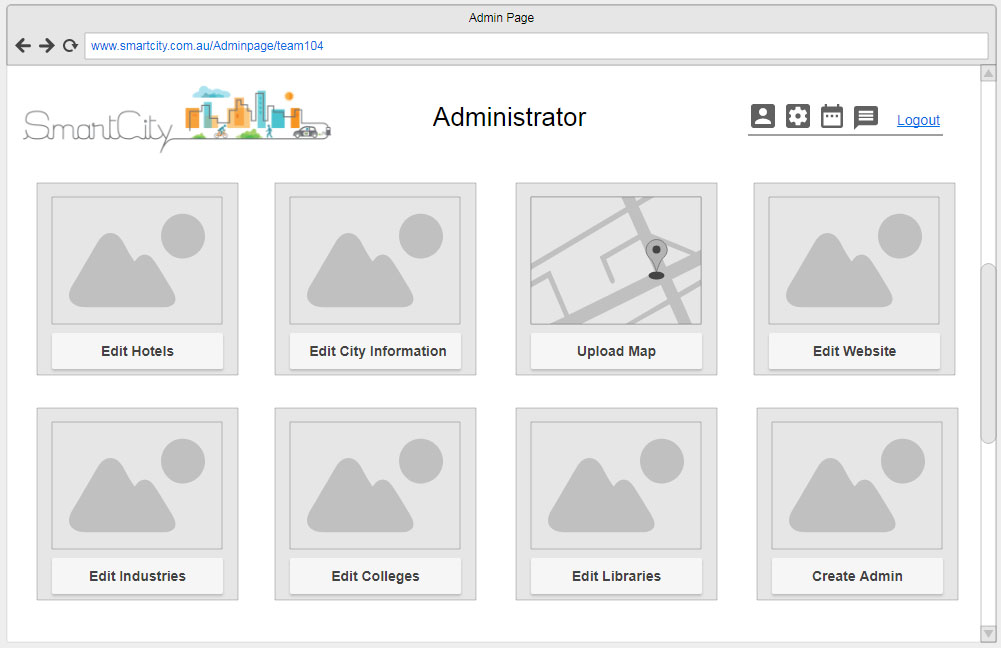 Admin Page
www.smartcity.com.au/Adminpage/team104
SmartCity
Administrator
Logout
Edit Hotels
Edit City Information
Upload Map
Edit Website
Edit Industries
Edit Colleges
Edit Libraries
Create Admin